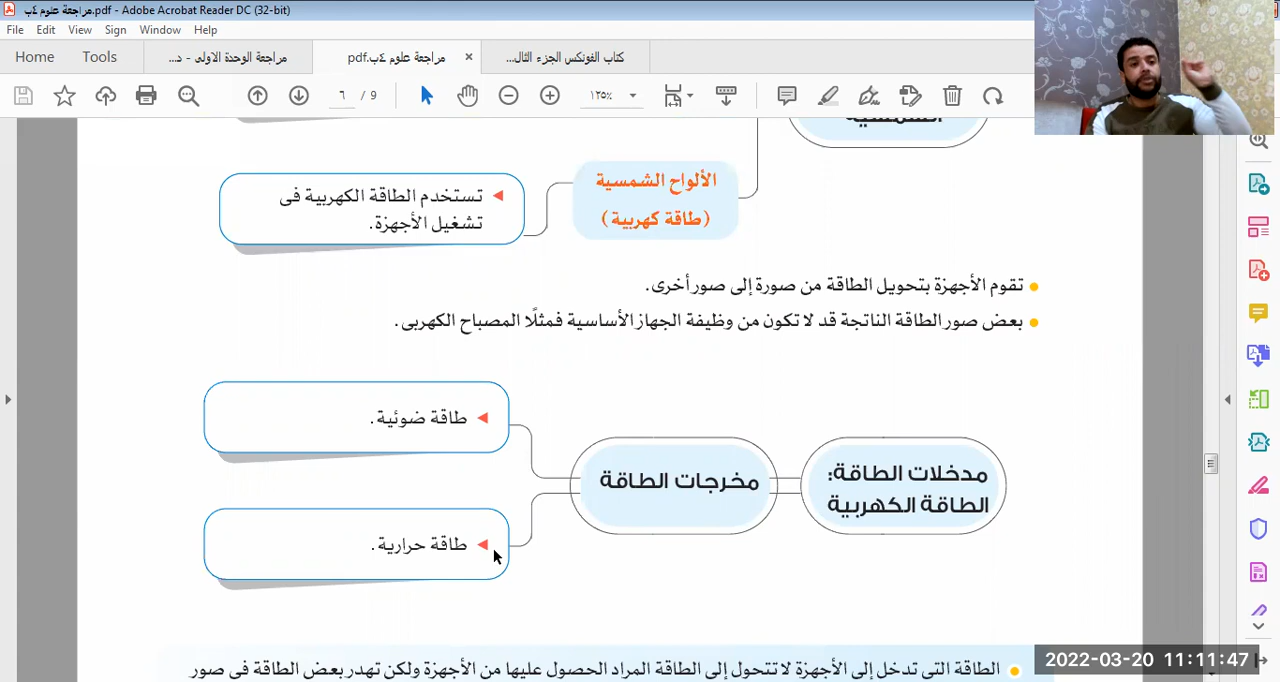 مراجعة علوم ٤ب.pdf - Adobe Acrobat Reader DC (32-bit)
File Edit View Sign Window Help
Home Tools
مراجعة الوحدة الاولى - د...
مراجعة علوم ٤ب.pdf ×
كتاب الفونكس الجزء الثال...
٦ / 9
١٢٥%
الألواح الشمسية
(طاقة كهربية)
تستخدم الطاقة الكهربية فى
تشغيل الأجهزة.
تقوم الأجهزة بتحويل الطاقة من صورة إلى صور أخرى.
بعض صور الطاقة الناتجة قد لا تكون من وظيفة الجهاز الأساسية فمثلًا المصباح الكهربى.
مدخلات الطاقة:
الطاقة الكهربية
مخرجات الطاقة
طاقة ضوئية.
طاقة حرارية.
الطاقة التى تدخل إلى الأجهزة لا تتحول إلى الطاقة المراد الحصول عليها من الأجهزة ولكن تهدر بعض الطاقة فى صور
2022-03-20 11:11:47